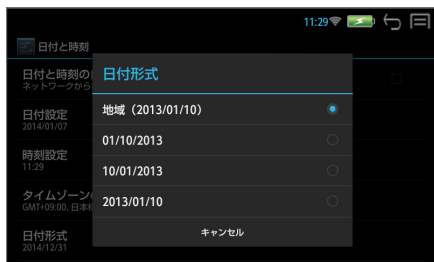 11:29
日付と時刻
日付と時刻の
ネットワークから
日付設定
2014/01/07
時刻設定
11:29
タイムゾーン
GMT+09:00, 日本
日付形式
2014/12/31
日付形式
地域（2013/01/10）
01/10/2013
10/01/2013
2013/01/10
キャンセル